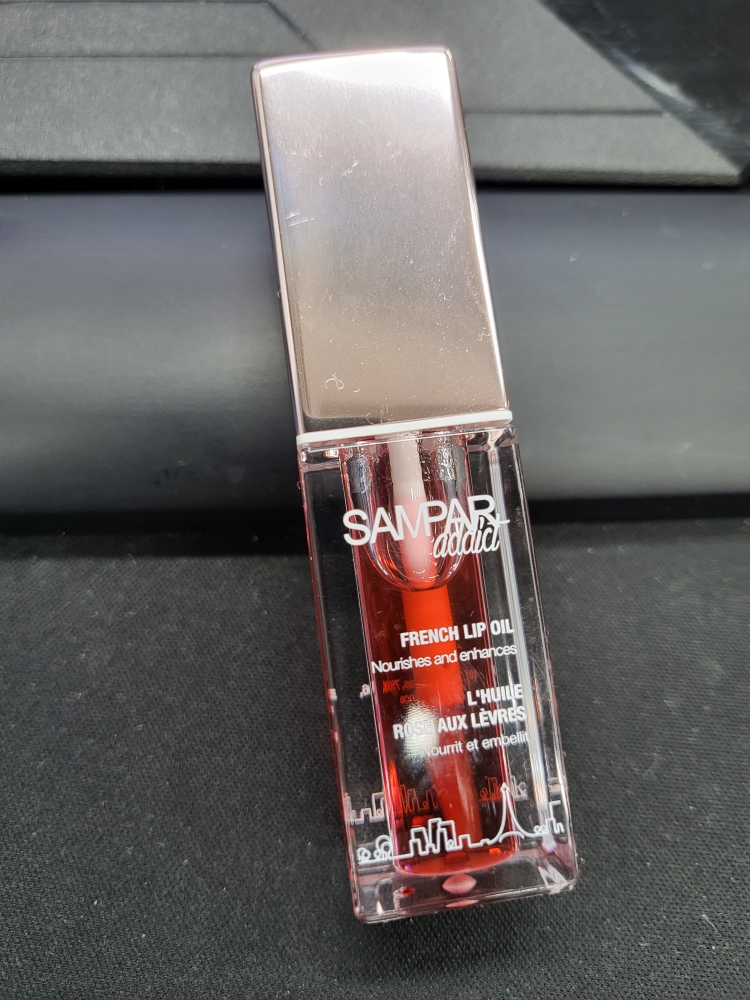 SAMPAR
addict
FRENCH LIP OIL
Nourishes and enhances
L'HUILE
ROSE AUX LÈVRES
Nourrit et embellit